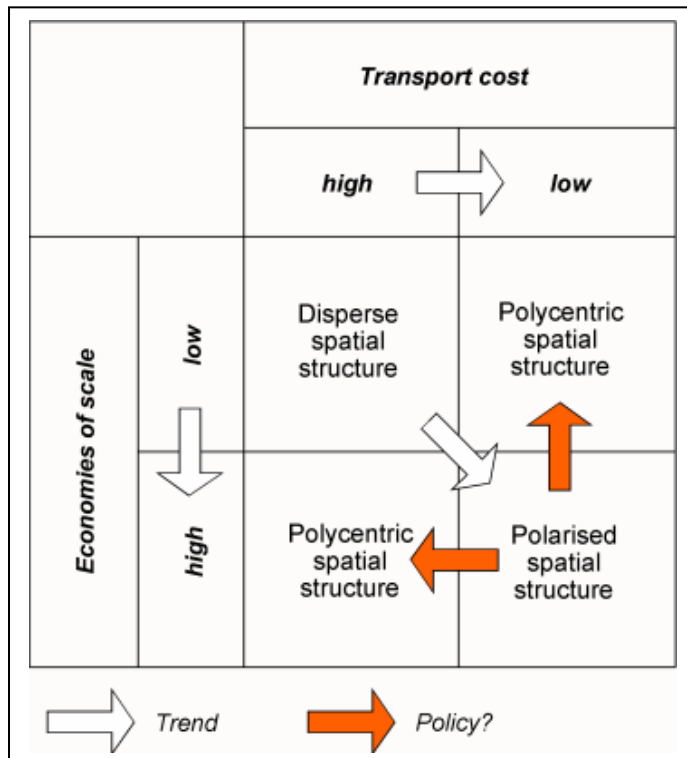 Transport cost
high
low
Economies of scale
low
Disperse
spatial
structure
Polycentric
spatial
structure
high
Polycentric
spatial
structure
Polarised
spatial
structure
Trend
Policy?